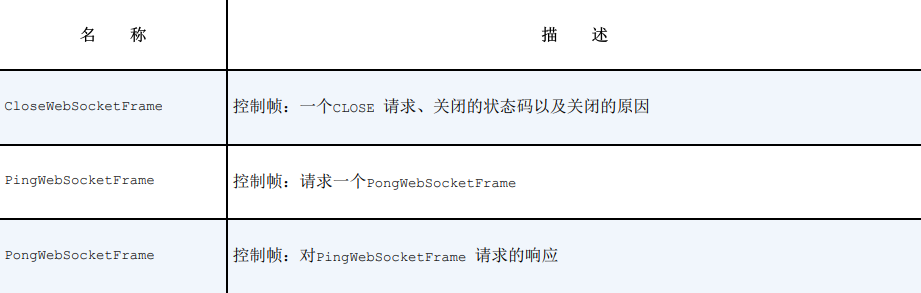 名 称 描 述
CloseWebSocketFrame 控制帧：一个CLOSE 请求、关闭的状态码以及关闭的原因
PingWebSocketFrame 控制帧：请求一个PongWebSocketFrame
PongWebSocketFrame 控制帧：对PingWebSocketFrame 请求的响应